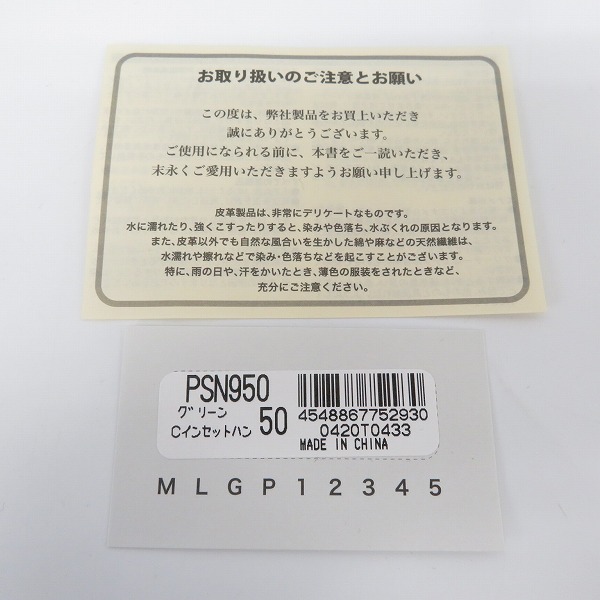 お取り扱いのご注意とお願い
この度は、弊社製品をお買上いただき
誠にありがとうございます。
ご使用になられる前に、本書をご一読いただき、
末永くご愛用いただきますようお願い申し上げます。
皮革製品は、非常にデリケートなものです。
水に濡れたり、強くこすったりすると、染みや色落ち、水ぶくれの原因となります。
また、皮革以外でも自然な風合いを生かした綿や麻などの天然繊維は、
水濡れや擦れなどで染み・色落ちなどを起こすことがございます。
特に、雨の日や、汗をかいたとき、薄色の服装をされたときなど、
充分にご注意ください。
PSN950
グリーン 50
Cインセットハン
4548867752930
0420T0433
MADE IN CHINA
M L G P 1 2 3 4 5